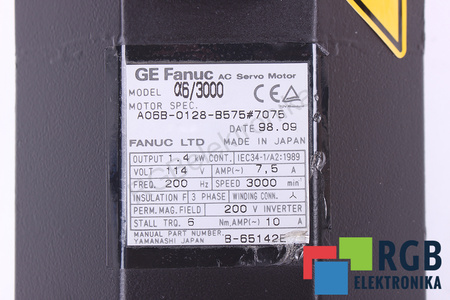 GE Fanuc AC Servo Motor
MODEL α6/3000 CE
MOTOR SPEC.
A06B-0128-B575#7075
DATE 98.09
FANUC LTD MADE IN JAPAN
OUTPUT 1.4 kW CONT. IEC34-1/A2:1989
VOLT 114 V AMP(~) 7,5 A
FREQ. 200 Hz SPEED 3000 min⁻¹
INSULATION F 3 PHASE WINDING CONN. Y
PERM.MAG.FIELD 200 V INVERTER
STALL TRQ 6 Nm,AMP(~) 10 A
MANUAL PART NUMBER B-65142E
YAMANASHI JAPAN
RGB
ELEKTRONIKA